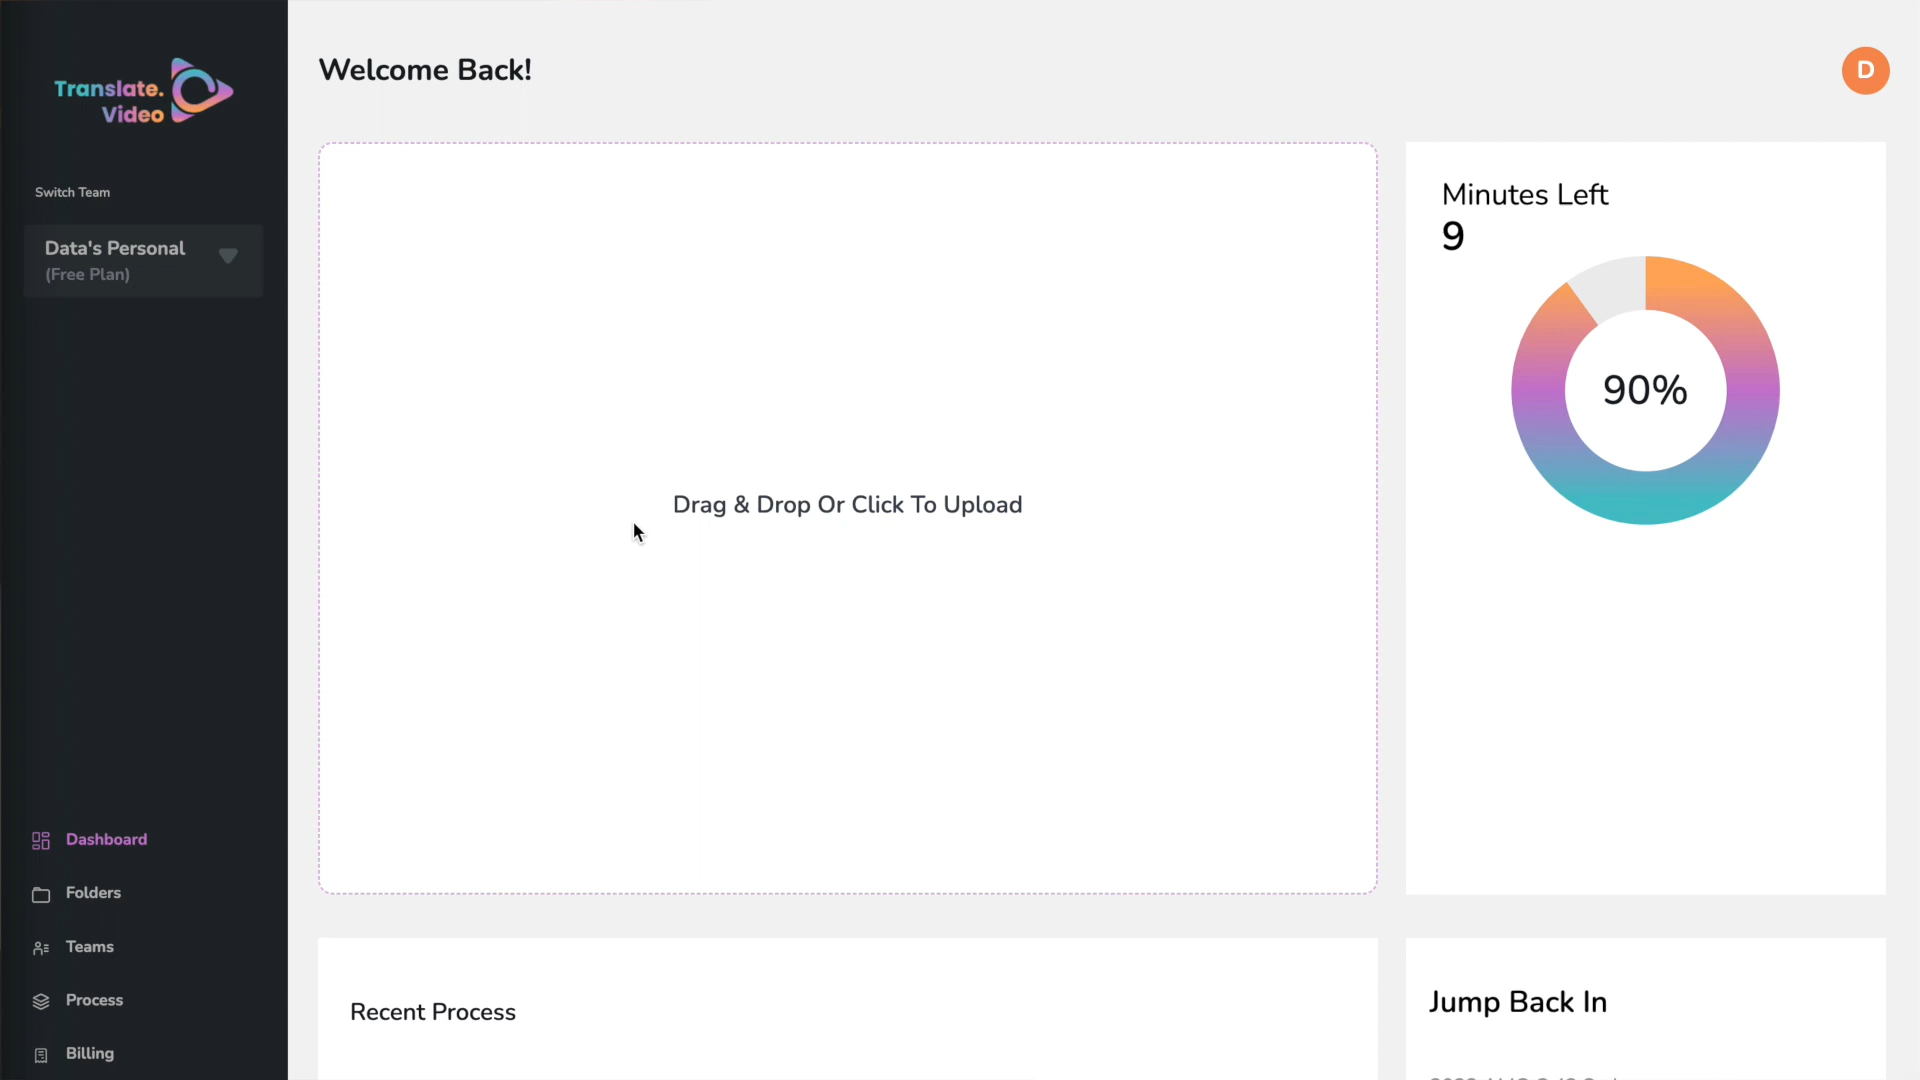 Translate.
Video
Switch Team
Data's Personal
(Free Plan)
Dashboard
Folders
Teams
Process
Billing
Welcome Back!
D
Drag & Drop Or Click To Upload
Minutes Left
9
90%
Recent Process
Jump Back In